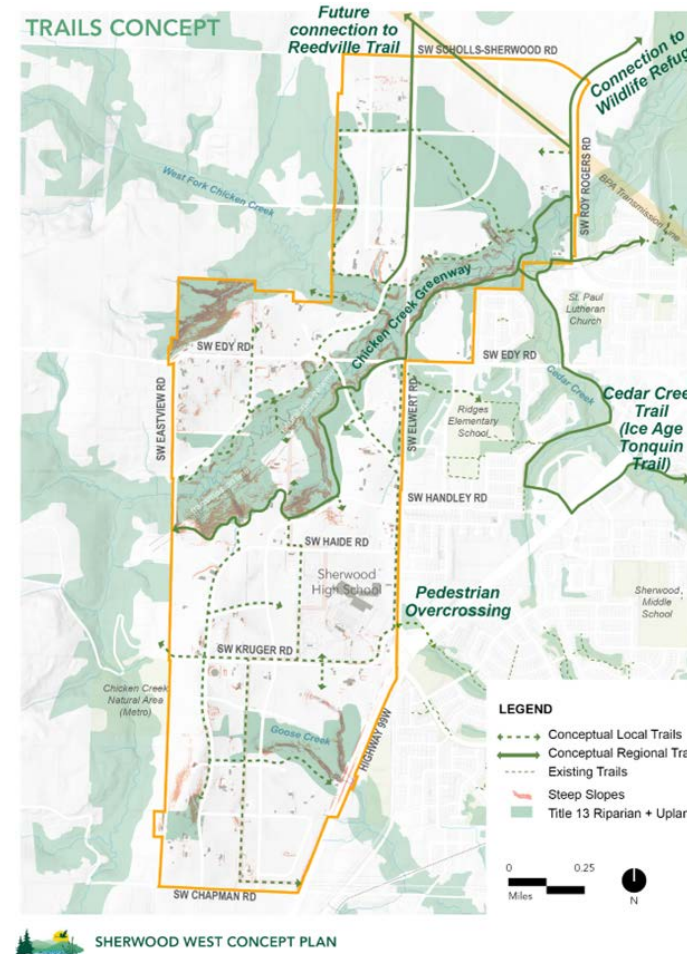 TRAILS CONCEPT
Future
connection to
Reedville Trail
SW SCHOLLS-SHERWOOD RD
Connection to
Wildlife Refug
West Fork Chicken Creek
SW ROY ROGERS RD
BPA Transmission Line
Chicken Creek Greenway
St. Paul
Lutheran
Church
SW EDY RD
SW EDY RD
Cedar Creek
SW EASTVIEW RD
SW ELWERT RD
Ridges
Elementary
School
Cedar Cree
Trail
(Ice Age
Tonquin
Trail)
SW HANDLEY RD
SW HAIDE RD
Sherwood
High School
Pedestrian
Overcrossing
Sherwood
Middle
School
SW KRUGER RD
Chicken Creek
Natural Area
(Metro)
Goose Creek
HIGHWAY 99W
SW CHAPMAN RD
LEGEND
Conceptual Local Trails
Conceptual Regional Tra
Existing Trails
Steep Slopes
Title 13 Riparian + Uplan
0 0.25
Miles
N
SHERWOOD WEST CONCEPT PLAN